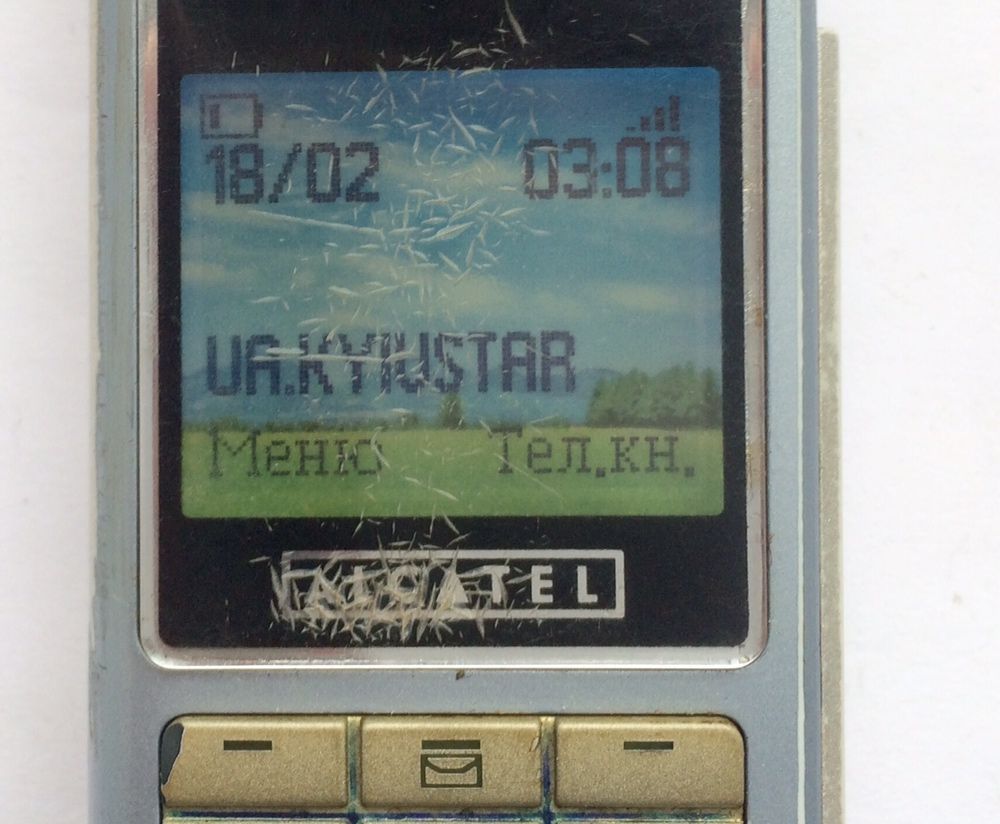 18/02 03:08
UA.KYIVSTAR
Меню Тел.кн.
ALCATEL